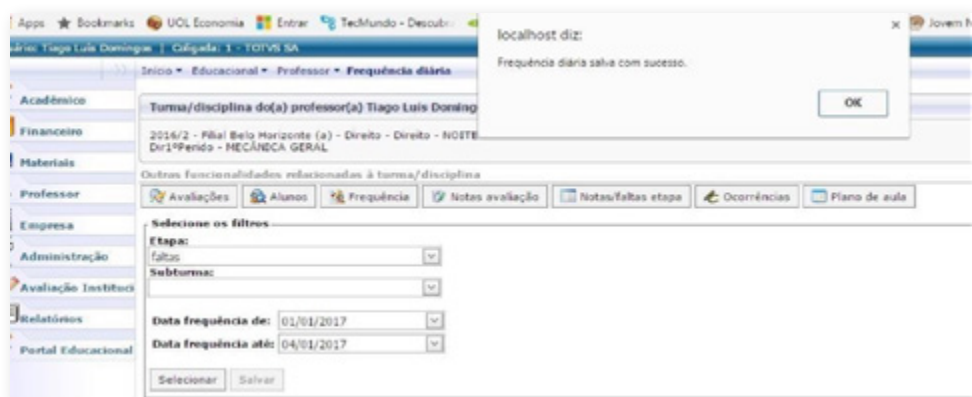 Apps Bookmarks UOL Economia Entrar TecMundo - Descub Jovem
Tiago Luis Domingos | Coligada: 1 - TOTVS SA
localhost diz:
Frequência diária salva com sucesso.
OK
Início Educacional Professor Frequência diária
Acadêmico
Financeiro
Materiais
Professor
Empresa
Administração
Avaliação Instituci
Relatórios
Portal Educacional
Turma/disciplina do(a) professor(a) Tiago Luis Doming
2016/2 - Filial Belo Horizonte (a) - Direito - Direito - NOITE
Dir1ºPerido - MECÂNICA GERAL
Outras funcionalidades relacionadas à turma/disciplina
Avaliações Alunos Frequência Notas avaliação Notas/faltas etapa Ocorrências Plano de aula
Selecione os filtros
Etapa:
faltas
Subturma:
Data frequência de: 01/01/2017
Data frequência até: 04/01/2017
Selecionar Salvar